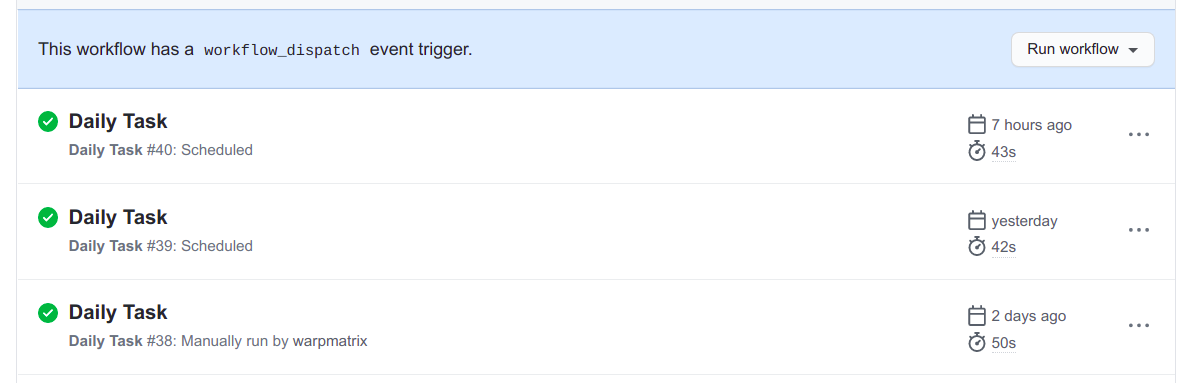 This workflow has a workflow_dispatch event trigger.
Run workflow
Daily Task
7 hours ago
Daily Task #40: Scheduled
43s
Daily Task
yesterday
Daily Task #39: Scheduled
42s
Daily Task
2 days ago
Daily Task #38: Manually run by warpmatrix
50s